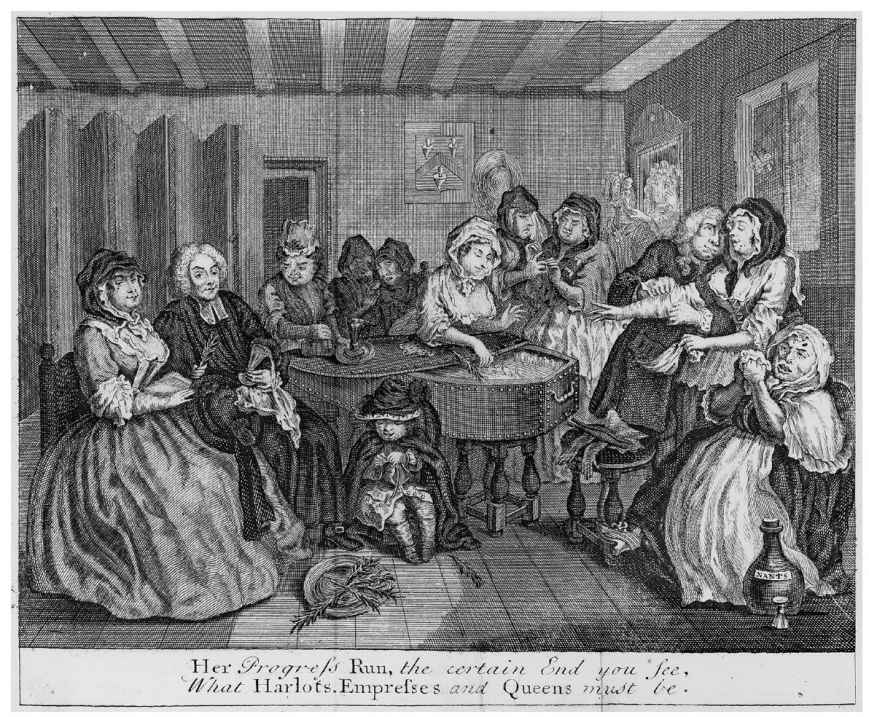 NANTS
Her Progreſs Run, the certain End you ſee,
What Harlots. Empreſses and Queens must be.